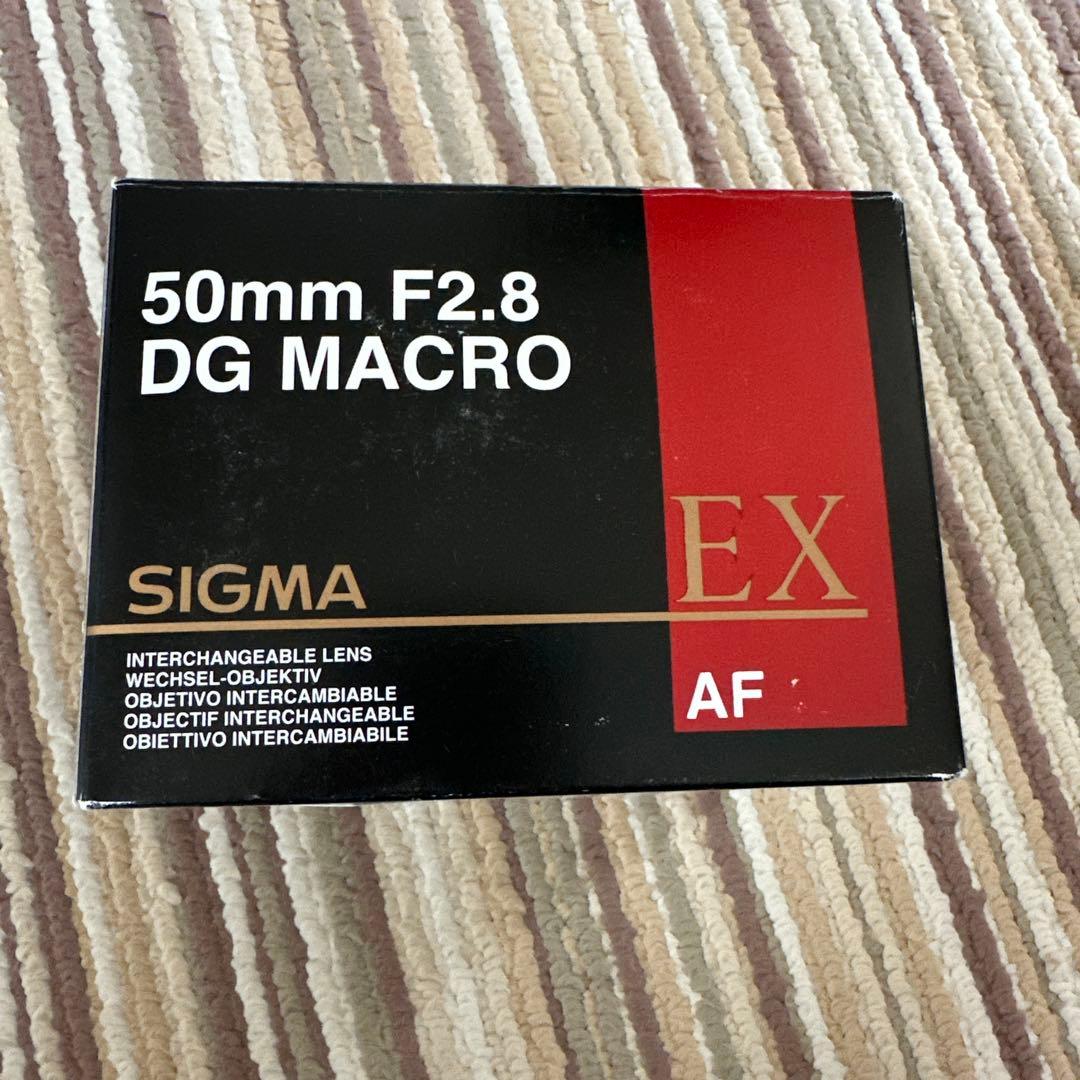 50mm F2.8
DG MACRO
EX
SIGMA
INTERCHANGEABLE LENS
WECHSEL-OBJEKTIV
OBJETIVO INTERCAMBIABLE
OBJECTIF INTERCHANGEABLE
OBIETTIVO INTERCAMBIABILE
AF